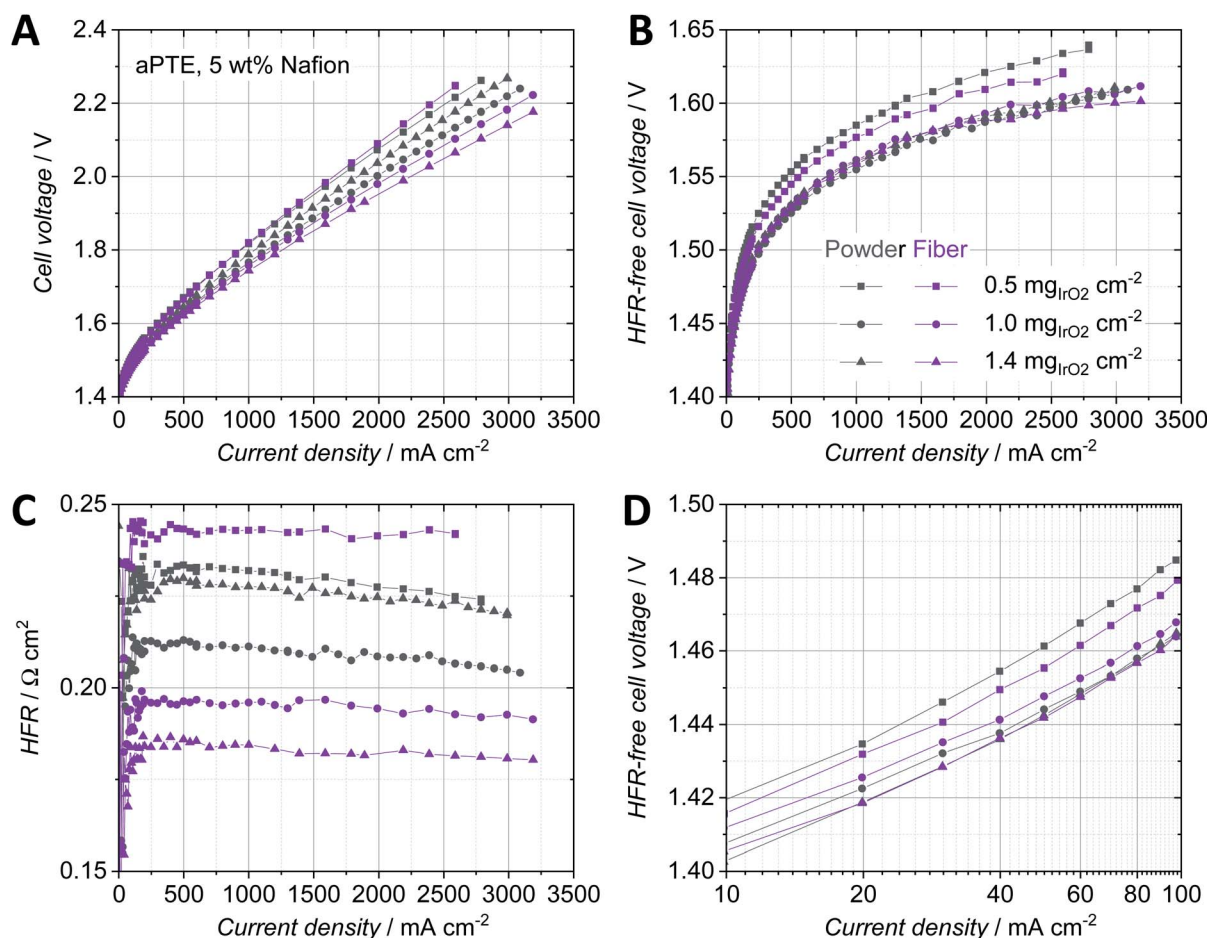 A
aPTE, 5 wt% Nafion
Cell voltage / V
2.4
2.2
2.0
1.8
1.6
1.4
0 500 1000 1500 2000 2500 3000 3500
Current density / mA cm⁻²
B
HFR-free cell voltage / V
1.65
1.60
1.55
1.50
1.45
1.40
Powder Fiber
0.5 mg_IrO2 cm⁻²
1.0 mg_IrO2 cm⁻²
1.4 mg_IrO2 cm⁻²
0 500 1000 1500 2000 2500 3000 3500
Current density / mA cm⁻²
C
HFR / Ω cm²
0.25
0.20
0.15
0 500 1000 1500 2000 2500 3000 3500
Current density / mA cm⁻²
D
HFR-free cell voltage / V
1.50
1.48
1.46
1.44
1.42
1.40
10 20 40 60 80 100
Current density / mA cm⁻²